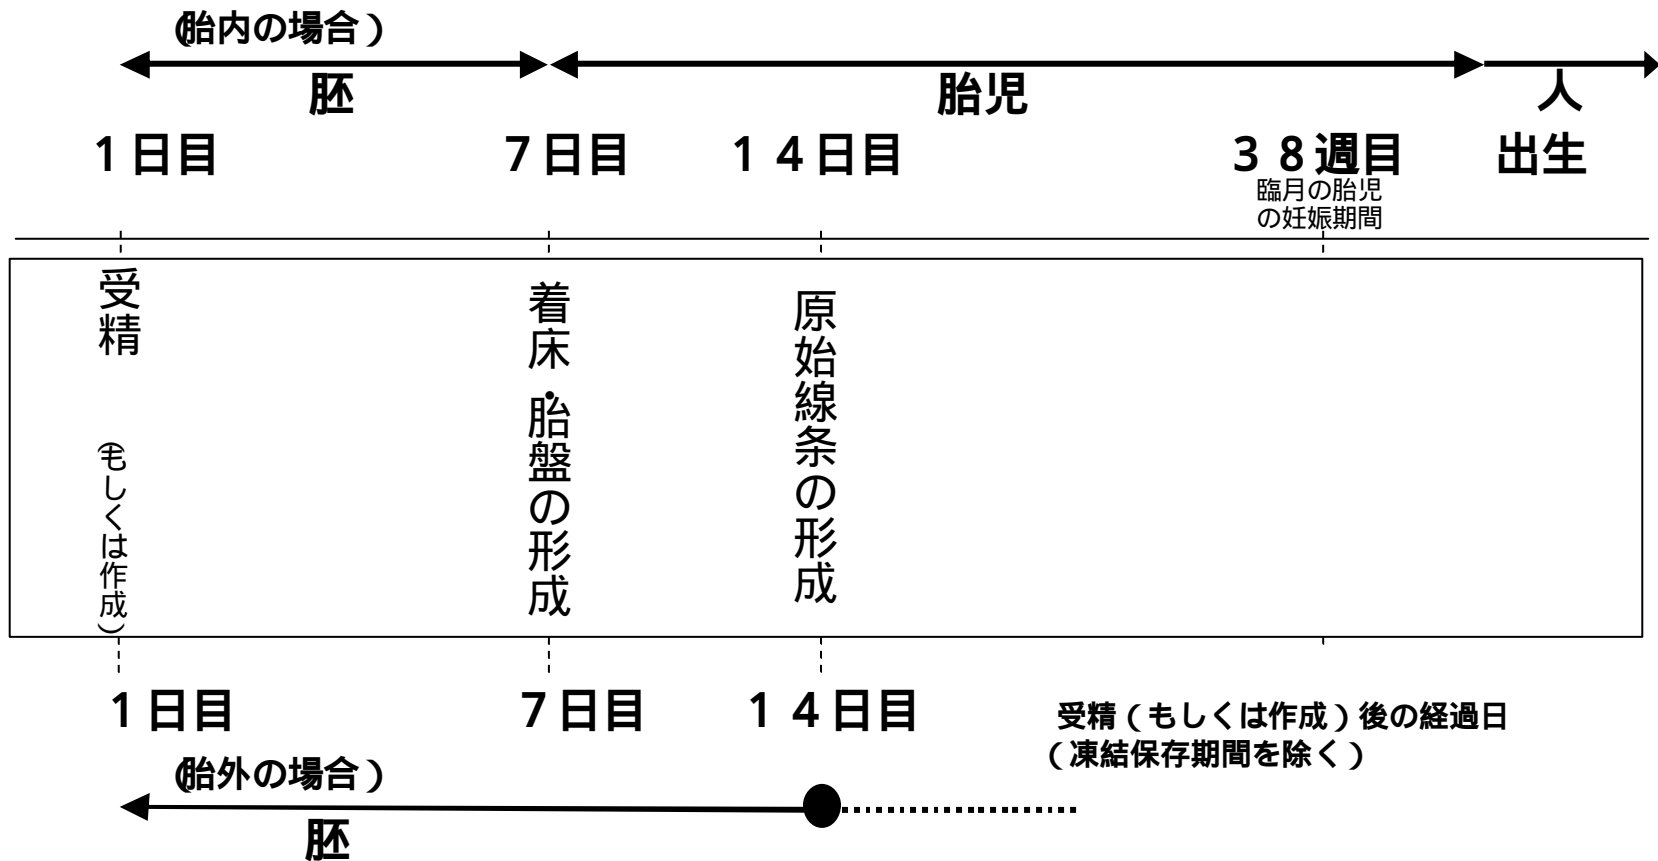 (胎内の場合)
胚
胎児
人
1日目
7日目
14日目
38週目
出生
臨月の胎児
の妊娠期間
受精
(もしくは作成)
着床・胎盤の形成
原始線条の形成
1日目
7日目
14日目
受精(もしくは作成)後の経過日
(凍結保存期間を除く)
(胎外の場合)
胚